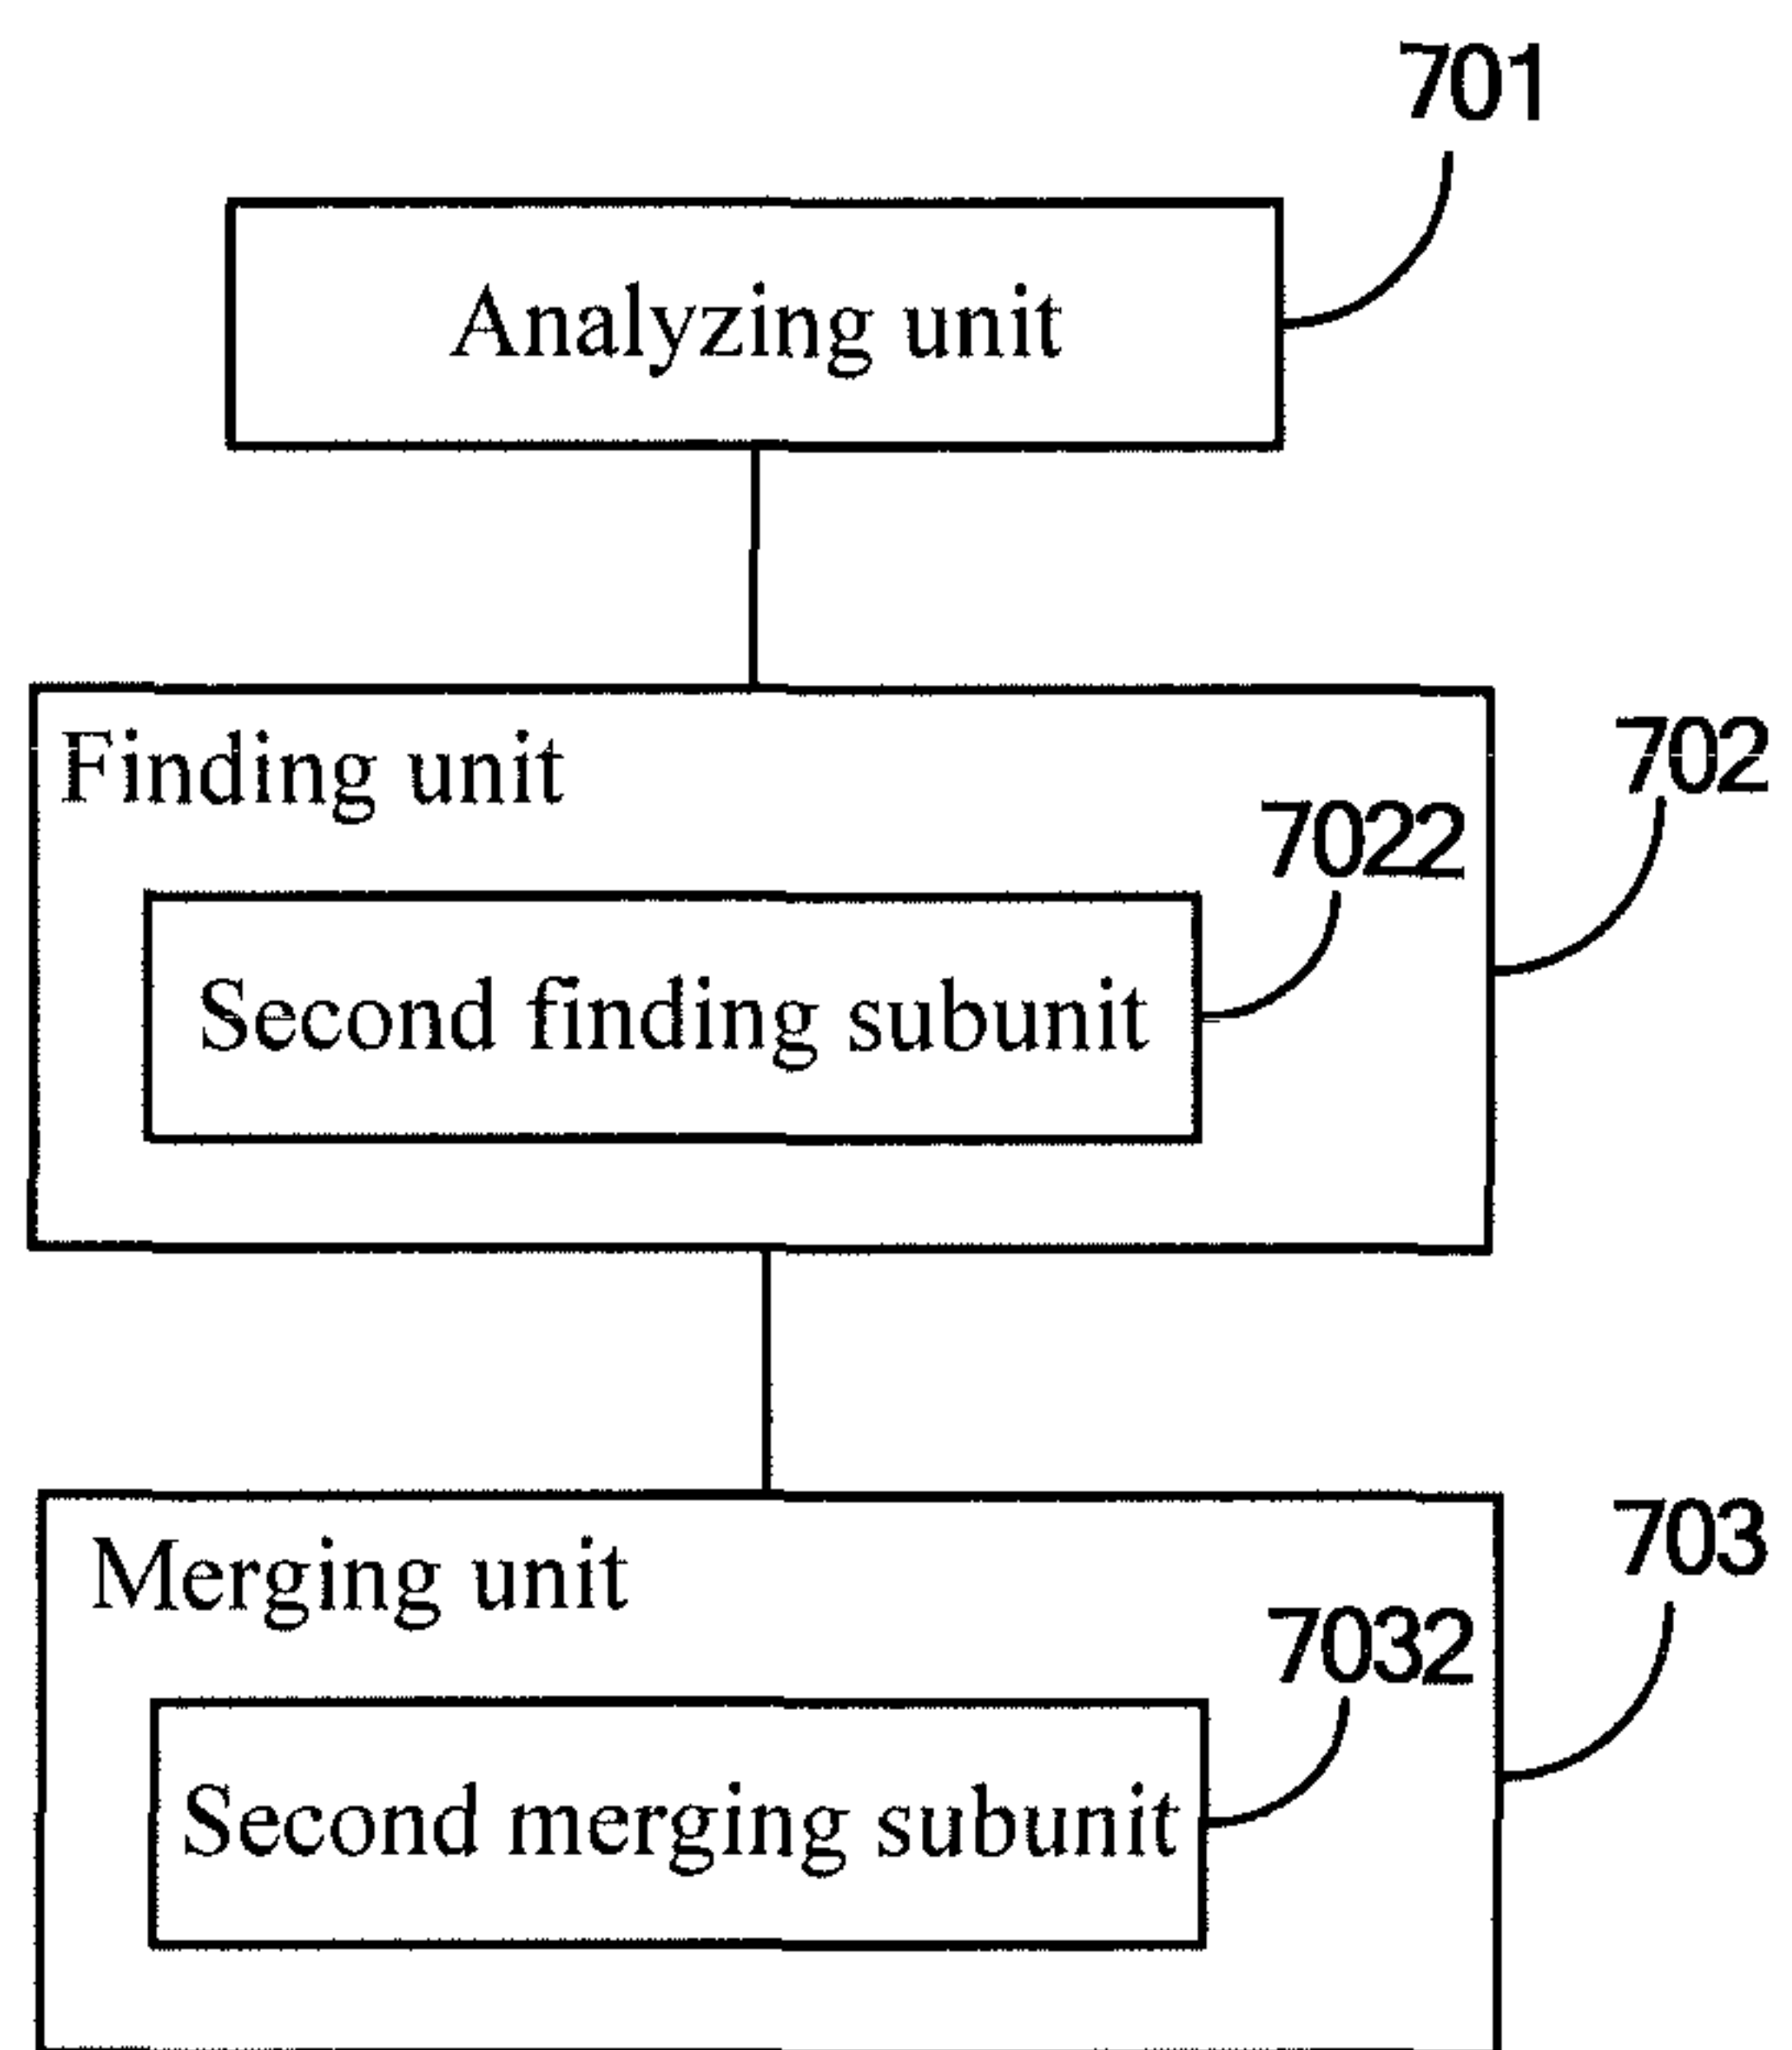 701
Analyzing unit
Finding unit
702
7022
Second finding subunit
Merging unit
703
7032
Second merging subunit